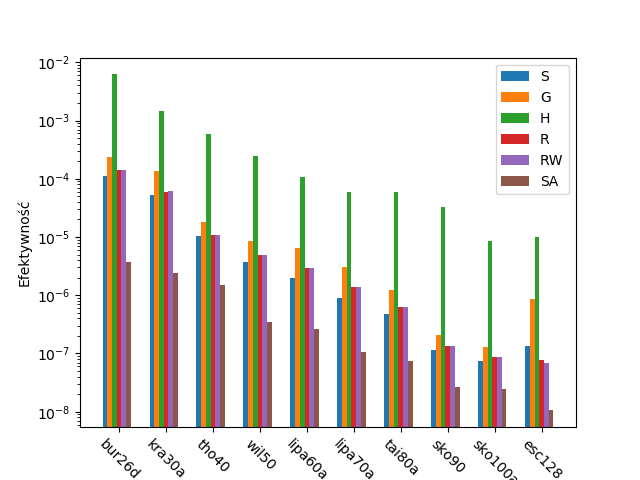 10⁻²
10⁻³
10⁻⁴
10⁻⁵
10⁻⁶
10⁻⁷
10⁻⁸
Efektywność
S
G
H
R
RW
SA
bur26d
kra30a
tho40
wil50
lipa60a
lipa70a
tai80a
sko90
sko100a
esc128